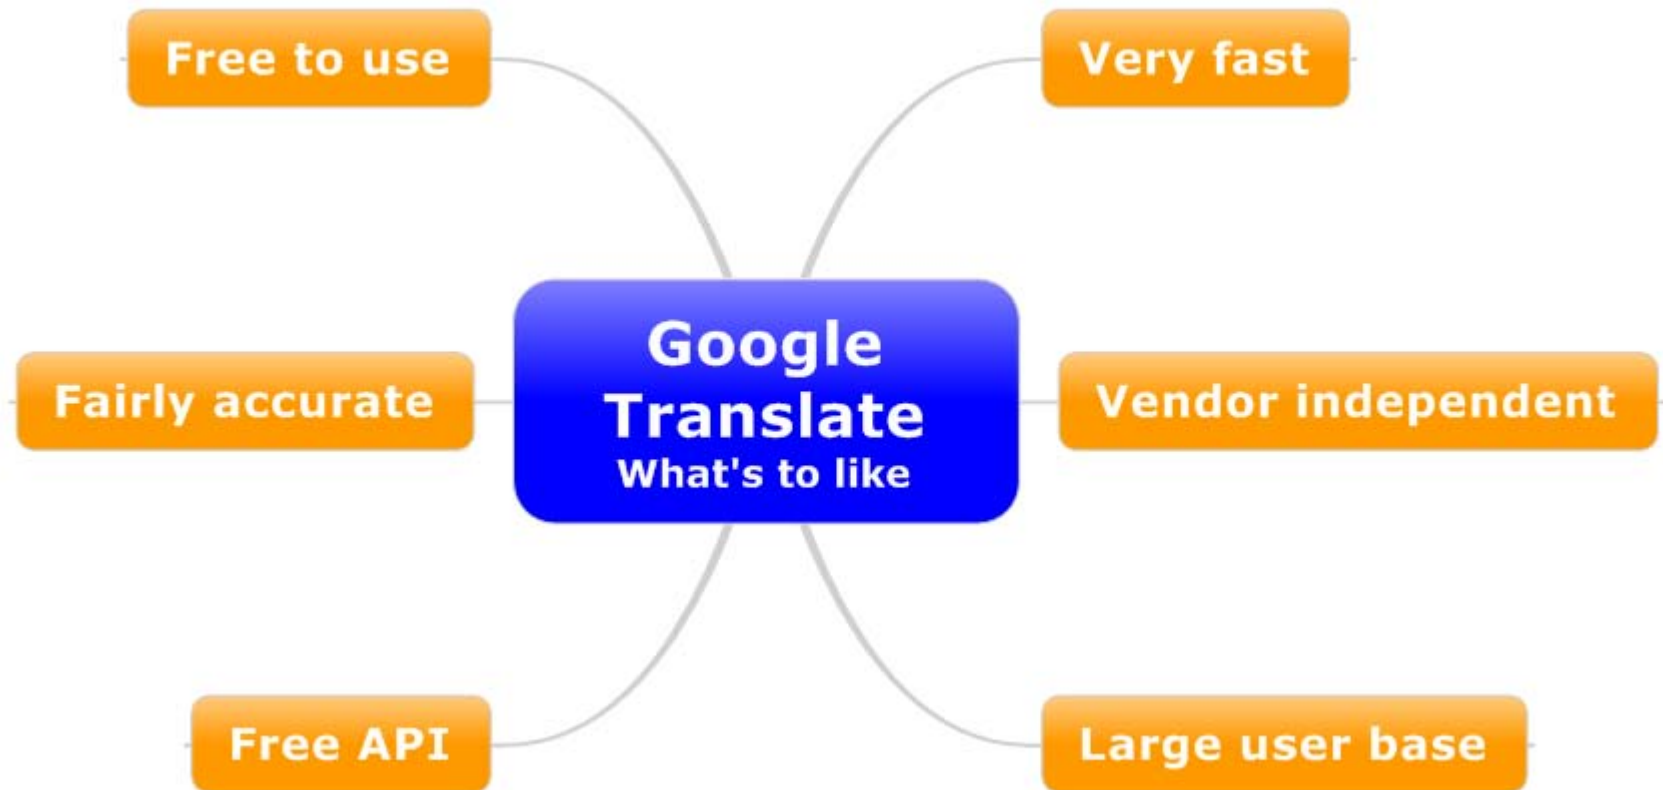 Free to use
Very fast
Google
Translate
What's to like
Fairly accurate
Vendor independent
Free API
Large user base